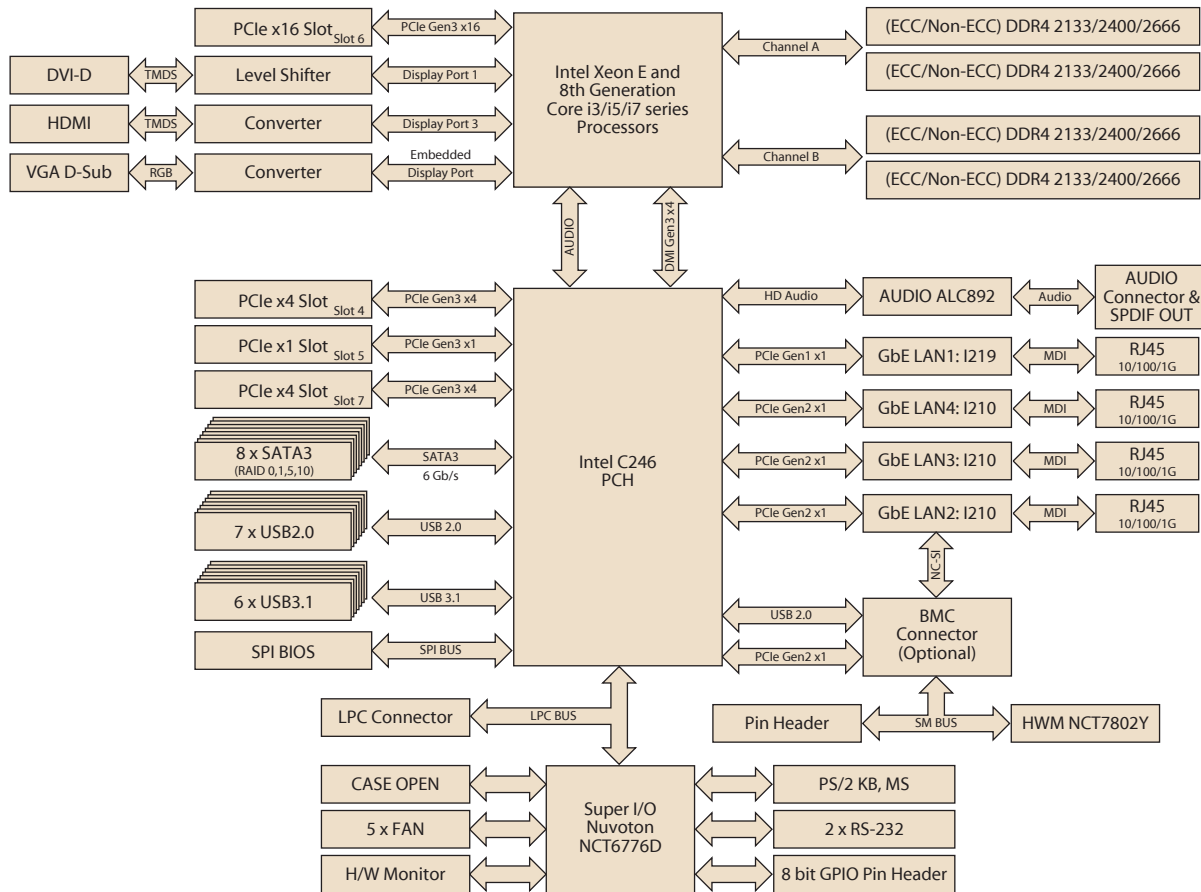 PCIe x16 Slot Slot 6
PCIe Gen3 x16
DVI-D
TMDS
Level Shifter
Display Port 1
HDMI
TMDS
Converter
Display Port 3
VGA D-Sub
RGB
Converter
Embedded
Display Port
Intel Xeon E and
8th Generation
Core i3/i5/i7 series
Processors
Channel A
(ECC/Non-ECC) DDR4 2133/2400/2666
(ECC/Non-ECC) DDR4 2133/2400/2666
Channel B
(ECC/Non-ECC) DDR4 2133/2400/2666
(ECC/Non-ECC) DDR4 2133/2400/2666
AUDIO
DMI Gen3 x4
PCIe x4 Slot Slot 4
PCIe Gen3 x4
PCIe x1 Slot Slot 5
PCIe Gen3 x1
PCIe x4 Slot Slot 7
PCIe Gen3 x4
8 x SATA3
(RAID 0,1,5,10)
SATA3
6 Gb/s
7 x USB2.0
USB 2.0
6 x USB3.1
USB 3.1
SPI BIOS
SPI BUS
Intel C246
PCH
HD Audio
AUDIO ALC892
Audio
AUDIO
Connector &
SPDIF OUT
PCIe Gen1 x1
GbE LAN1: I219
MDI
RJ45
10/100/1G
PCIe Gen2 x1
GbE LAN4: I210
MDI
RJ45
10/100/1G
PCIe Gen2 x1
GbE LAN3: I210
MDI
RJ45
10/100/1G
PCIe Gen2 x1
GbE LAN2: I210
MDI
RJ45
10/100/1G
NC-SI
USB 2.0
PCIe Gen2 x1
BMC
Connector
(Optional)
LPC Connector
LPC BUS
Pin Header
SM BUS
HWM NCT7802Y
CASE OPEN
5 x FAN
H/W Monitor
Super I/O
Nuvoton
NCT6776D
PS/2 KB, MS
2 x RS-232
8 bit GPIO Pin Header